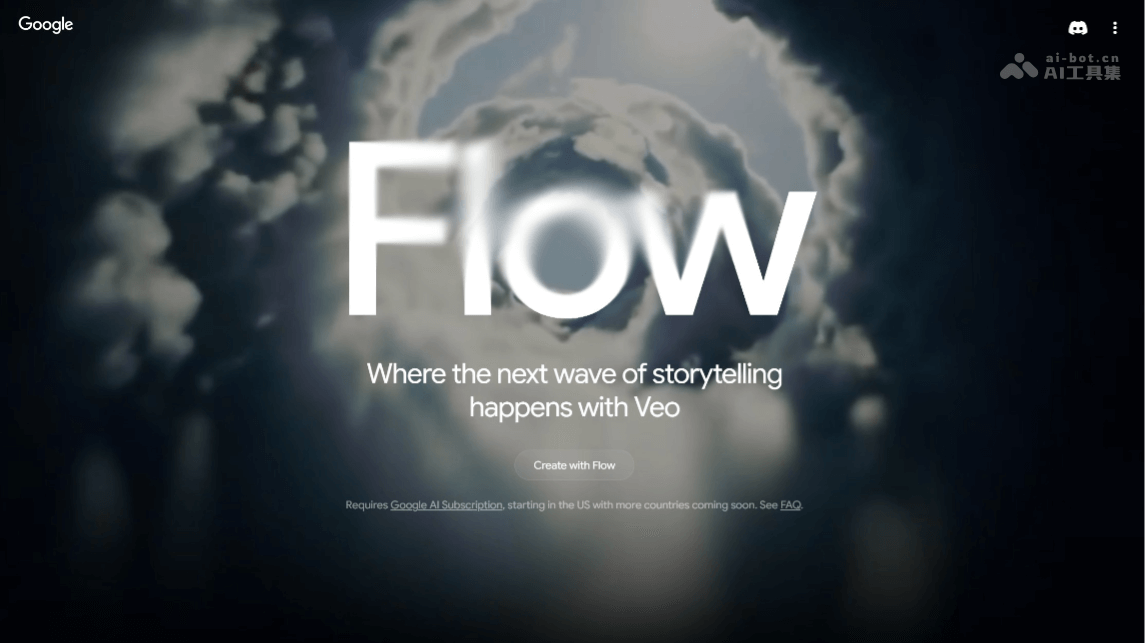 Google
ai-bot.cn
AI工具集
Flow
Where the next wave of storytelling
happens with Veo
Create with Flow
Requires Google AI Subscription, starting in the US with more countries coming soon. See FAQ.